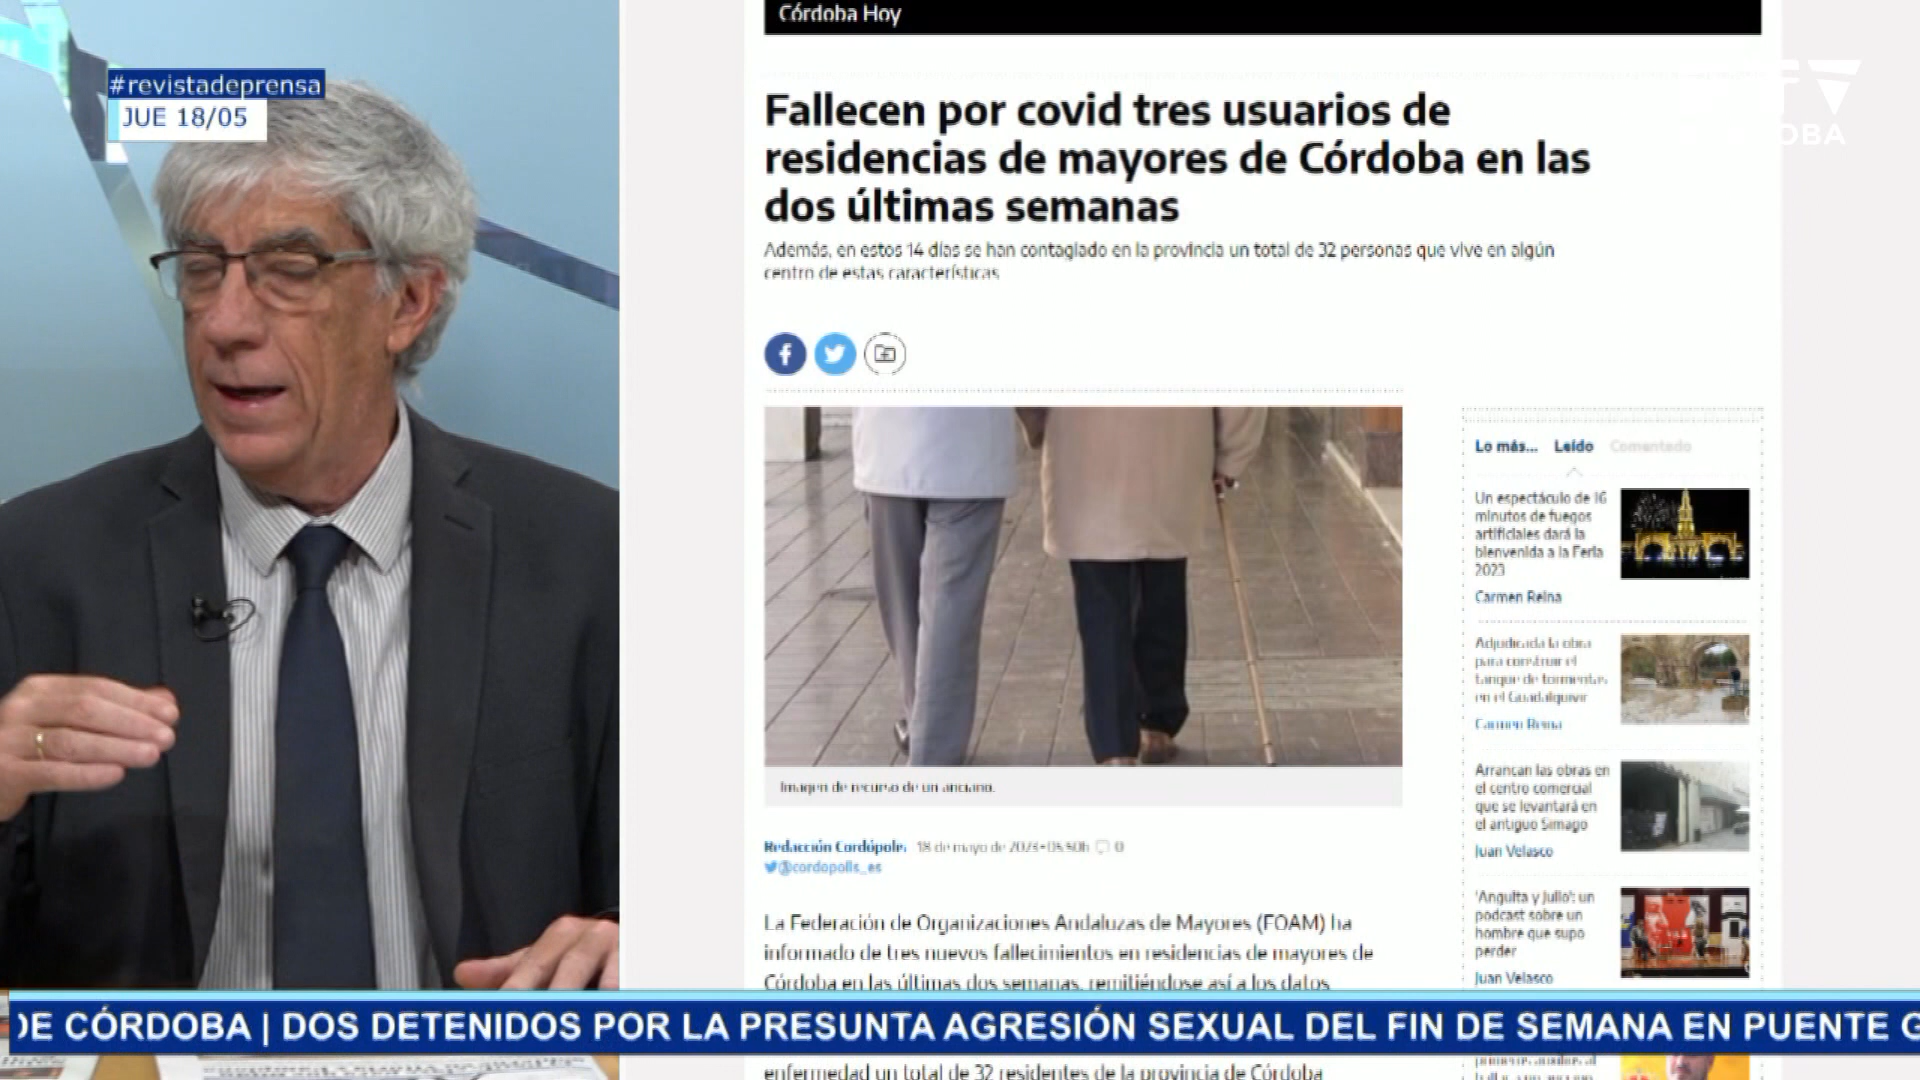 #revistadeprensa
JUE 18/05
Córdoba Hoy
OBA
Fallecen por covid tres usuarios de
residencias de mayores de Córdoba en las
dos últimas semanas
Además, en estos 14 días se han contagiado en la provincia un total de 32 personas que vive en algún
centro de estas características
Imagen de recurso de un anciano.
Redacción Cordópolis 18 de mayo de 2023 0
@cordopolis_es
La Federación de Organizaciones Andaluzas de Mayores (FOAM) ha
informado de tres nuevos fallecimientos en residencias de mayores de
Córdoba en las últimas dos semanas, remitiéndose así a los datos
enfermedad un total de 32 residentes de la provincia de Córdoba
Lo más... Leído Comentado
Un espectáculo de 16
minutos de fuegos
artificiales dará la
bienvenida a la Feria
2023
Carmen Reina
Adjudicada la obra
para construir el
tanque de tormentas
en el Guadalquivir
Carmen Reina
Arrancan las obras en
el centro comercial
que se levantará en
el antiguo Simago
Juan Velasco
'Anguita y Julio': un
podcast sobre un
hombre que supo
perder
Juan Velasco
DE CÓRDOBA | DOS DETENIDOS POR LA PRESUNTA AGRESIÓN SEXUAL DEL FIN DE SEMANA EN PUENTE G